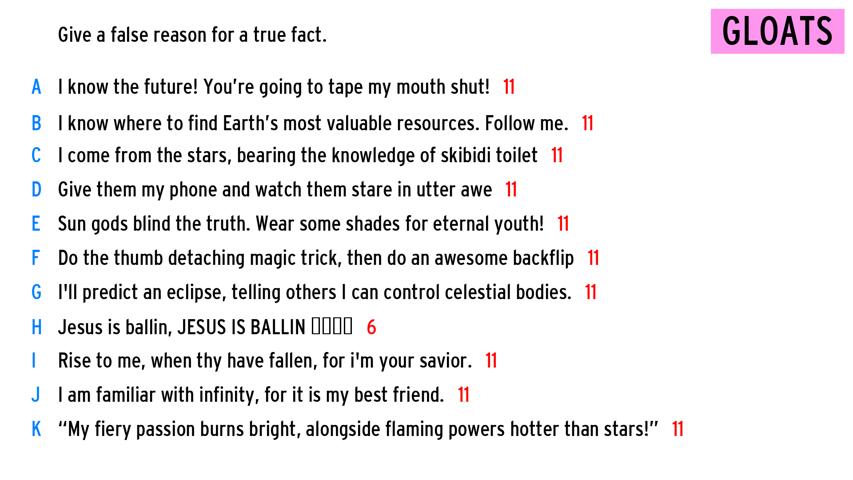 Give a false reason for a true fact.
GLOATS
A I know the future! You're going to tape my mouth shut! 11
B I know where to find Earth's most valuable resources. Follow me. 11
C I come from the stars, bearing the knowledge of skibidi toilet 11
D Give them my phone and watch them stare in utter awe 11
E Sun gods blind the truth. Wear some shades for eternal youth! 11
F Do the thumb detaching magic trick, then do an awesome backflip 11
G I'll predict an eclipse, telling others I can control celestial bodies. 11
H Jesus is ballin, JESUS IS BALLIN ▯▯▯▯ 6
I Rise to me, when thy have fallen, for i'm your savior. 11
J I am familiar with infinity, for it is my best friend. 11
K “My fiery passion burns bright, alongside flaming powers hotter than stars!” 11